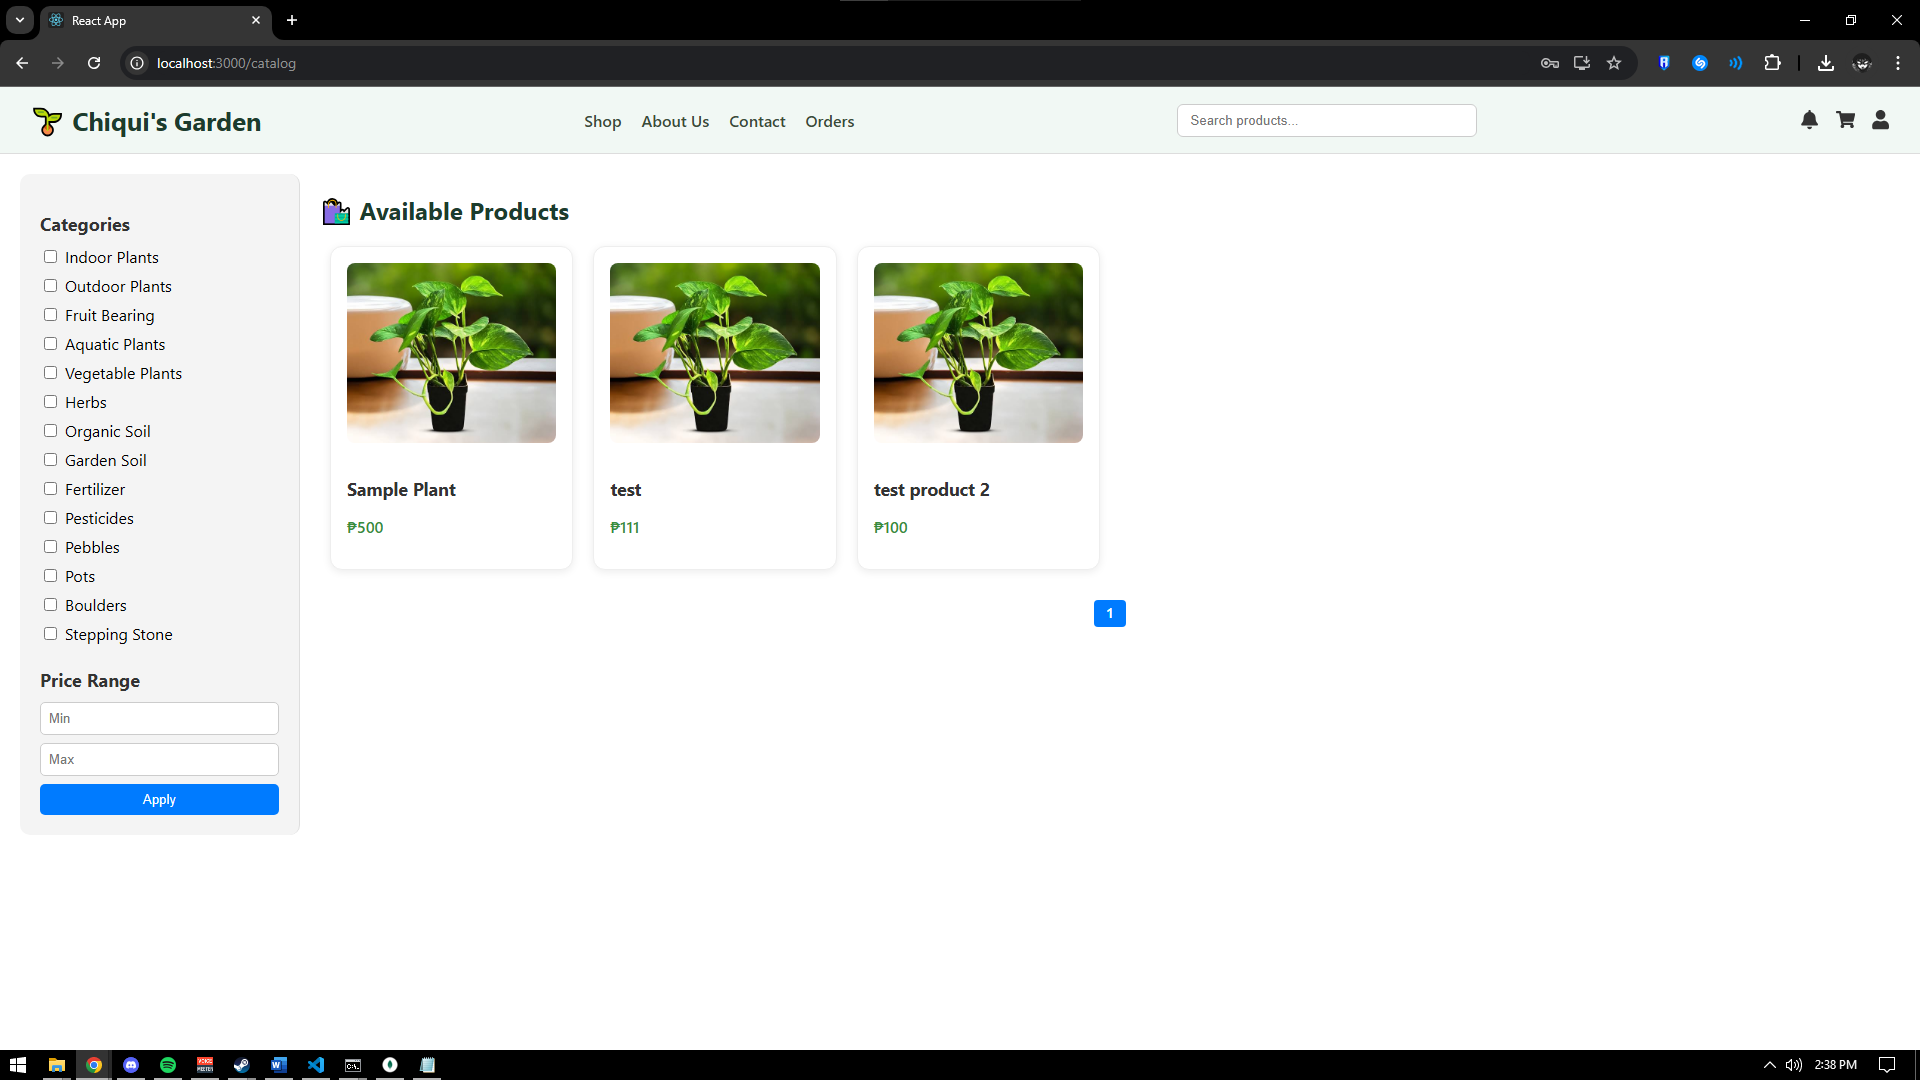 React App
localhost:3000/catalog
Chiqui's Garden
Shop
About Us
Contact
Orders
Search products...
Categories
Indoor Plants
Outdoor Plants
Fruit Bearing
Aquatic Plants
Vegetable Plants
Herbs
Organic Soil
Garden Soil
Fertilizer
Pesticides
Pebbles
Pots
Boulders
Stepping Stone
Price Range
Min
Max
Apply
Available Products
Sample Plant
₱500
test
₱111
test product 2
₱100
1
2:38 PM